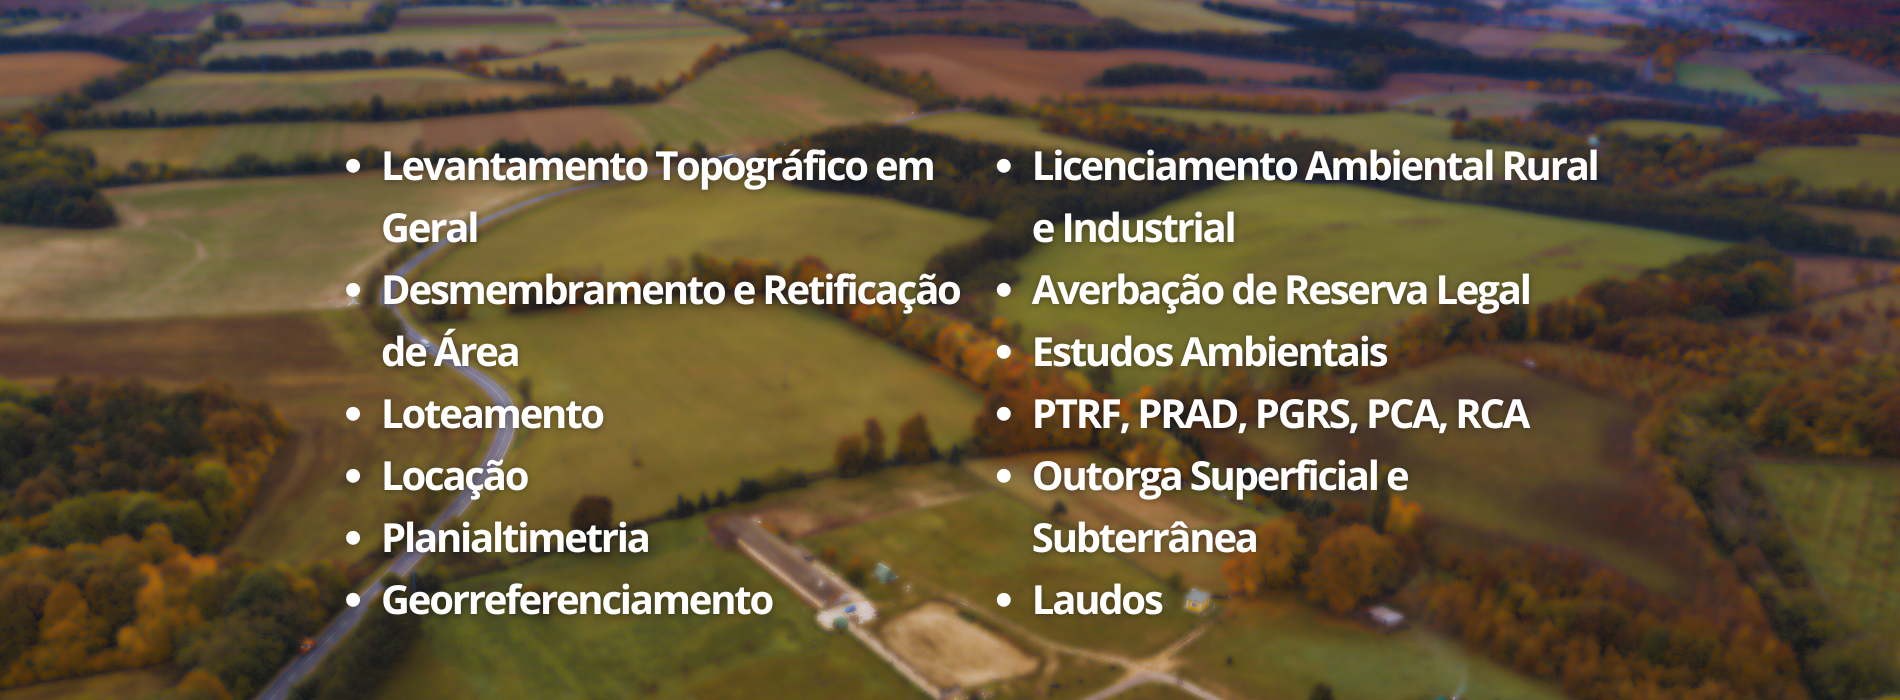 • Levantamento Topográfico em
Geral
• Desmembramento e Retificação
de Área
• Loteamento
• Locação
• Planialtimetria
• Georreferenciamento
• Licenciamento Ambiental Rural
e Industrial
• Averbação de Reserva Legal
• Estudos Ambientais
• PTRF, PRAD, PGRS, PCA, RCA
• Outorga Superficial e
Subterrânea
• Laudos